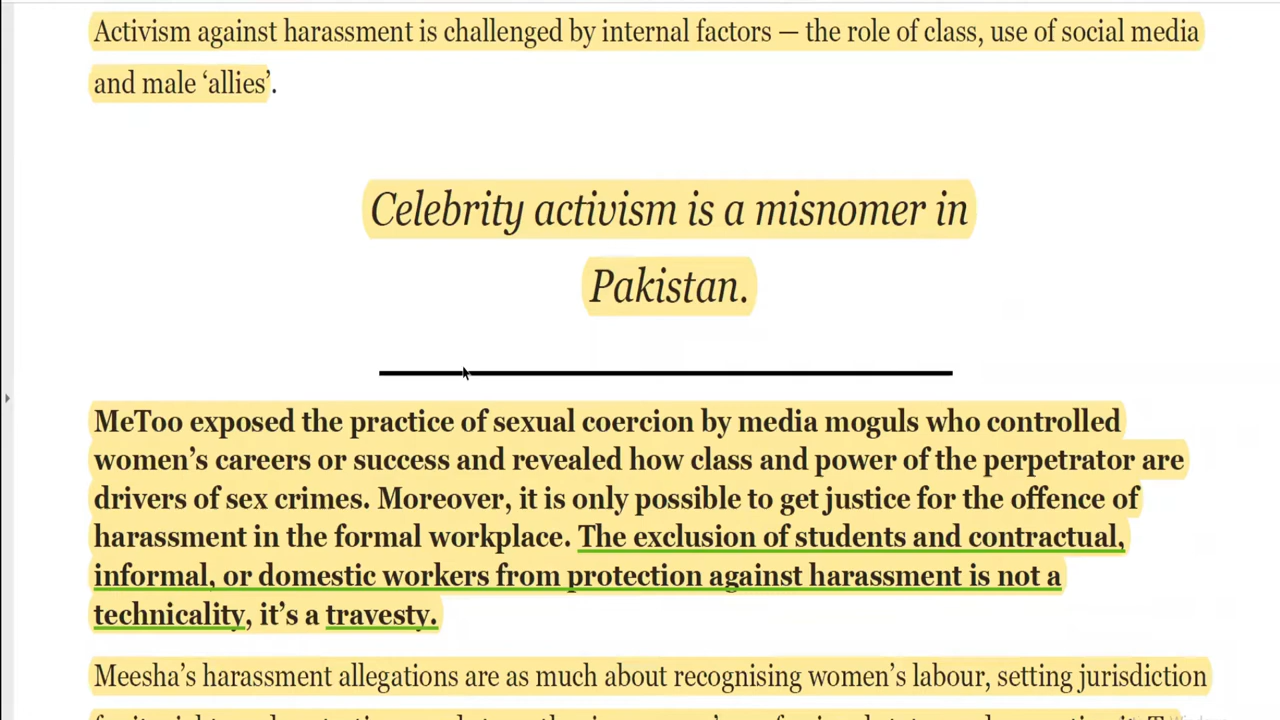 Activism against harassment is challenged by internal factors — the role of class, use of social media
and male ‘allies’.
Celebrity activism is a misnomer in
Pakistan.
MeToo exposed the practice of sexual coercion by media moguls who controlled
women’s careers or success and revealed how class and power of the perpetrator are
drivers of sex crimes. Moreover, it is only possible to get justice for the offence of
harassment in the formal workplace. The exclusion of students and contractual,
informal, or domestic workers from protection against harassment is not a
technicality, it’s a travesty.
Meesha’s harassment allegations are as much about recognising women’s labour, setting jurisdiction